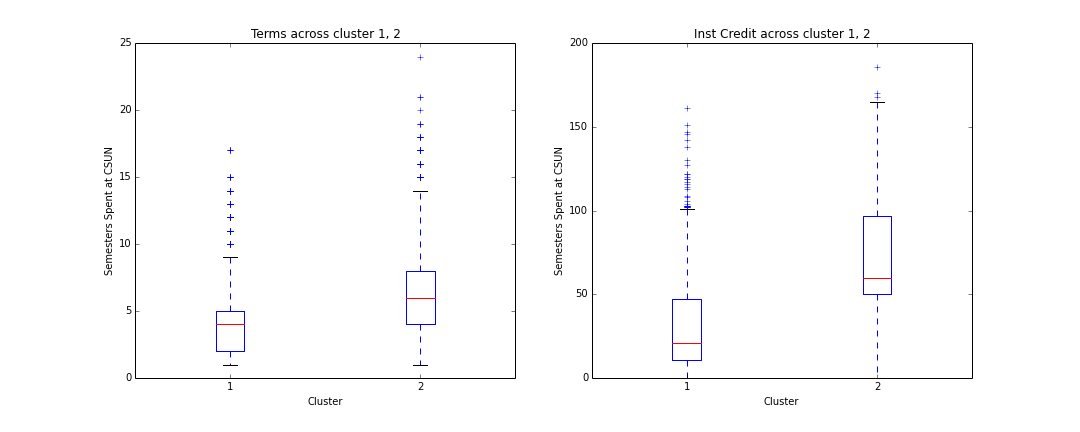 Terms across cluster 1, 2
25
20
15
10
5
0
Semesters Spent at CSUN
1
2
Cluster
Inst Credit across cluster 1, 2
200
150
100
50
0
Semesters Spent at CSUN
1
2
Cluster